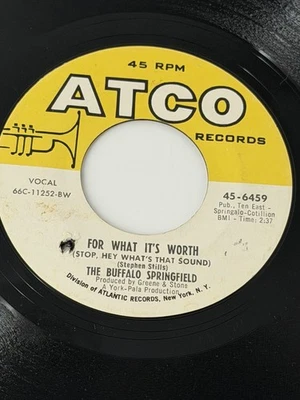 45 RPM
ATCO
RECORDS
VOCAL
66C-11252-BW
45-6459
Pub., Ten East -
Springalo-Cotillion
BMI - Time: 2:37
FOR WHAT IT'S WORTH
(STOP, HEY WHAT'S THAT SOUND)
(Stephen Stills)
THE BUFFALO SPRINGFIELD
Produced by Greene & Stone
A York-Pala Production
Division of ATLANTIC RECORDS, New York, N. Y.